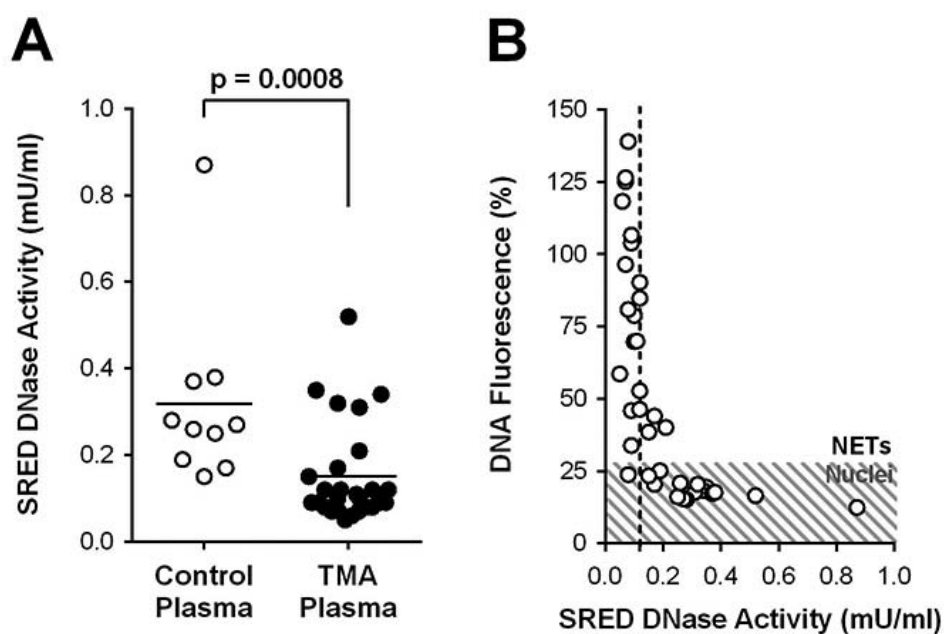 A
p = 0.0008
SRED DNase Activity (mU/ml)
1.0
0.8
0.6
0.4
0.2
0.0
Control
Plasma
TMA
Plasma
B
DNA Fluorescence (%)
150
125
100
75
50
25
0
NETs
Nuclei
0.0 0.2 0.4 0.6 0.8 1.0
SRED DNase Activity (mU/ml)